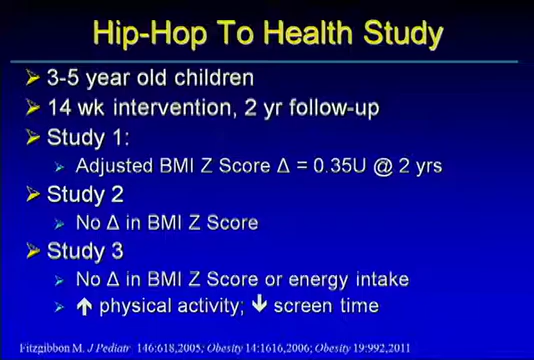 Hip-Hop To Health Study
3-5 year old children
14 wk intervention, 2 yr follow-up
Study 1:
Adjusted BMI Z Score Δ = 0.35U @ 2 yrs
Study 2
No Δ in BMI Z Score
Study 3
No Δ in BMI Z Score or energy intake
↑ physical activity; ↓ screen time
Fitzgibbon M. J Pediatr 146:618,2005; Obesity 14:1616,2006; Obesity 19:992,2011